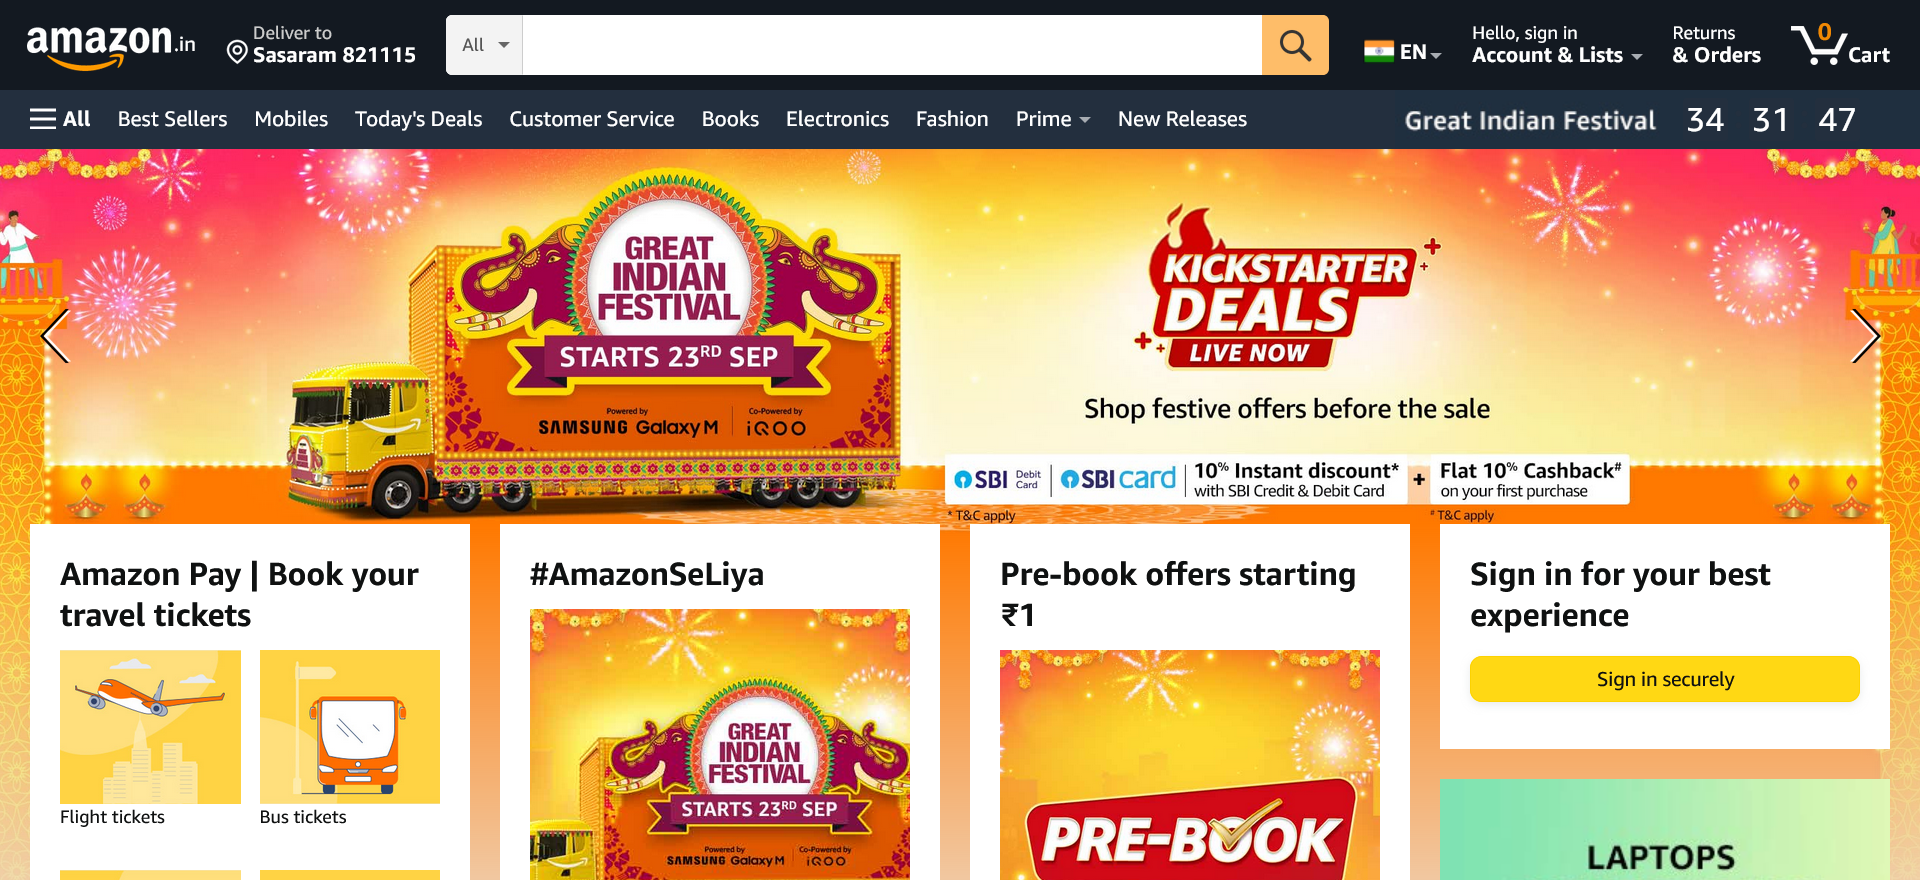 amazon.in
Deliver to
Sasaram 821115
All
EN
Hello, sign in
Account & Lists
Returns
& Orders
0
Cart
All
Best Sellers
Mobiles
Today's Deals
Customer Service
Books
Electronics
Fashion
Prime
New Releases
Great Indian Festival 34 31 47
GREAT
INDIAN
FESTIVAL
STARTS 23RD SEP
Powered by
SAMSUNG Galaxy M
Co-Powered by
iQOO
KICKSTARTER
DEALS
LIVE NOW
Shop festive offers before the sale
SBI Debit Card
SBI card
10% Instant discount*
with SBI Credit & Debit Card
+
Flat 10% Cashback#
on your first purchase
* T&C apply
# T&C apply
Amazon Pay | Book your
travel tickets
Flight tickets
Bus tickets
#AmazonSeLiya
GREAT
INDIAN
FESTIVAL
STARTS 23RD SEP
Powered by
SAMSUNG Galaxy M
Co-Powered by
iQOO
Pre-book offers starting
₹1
PRE-BOOK
Sign in for your best
experience
Sign in securely
LAPTOPS